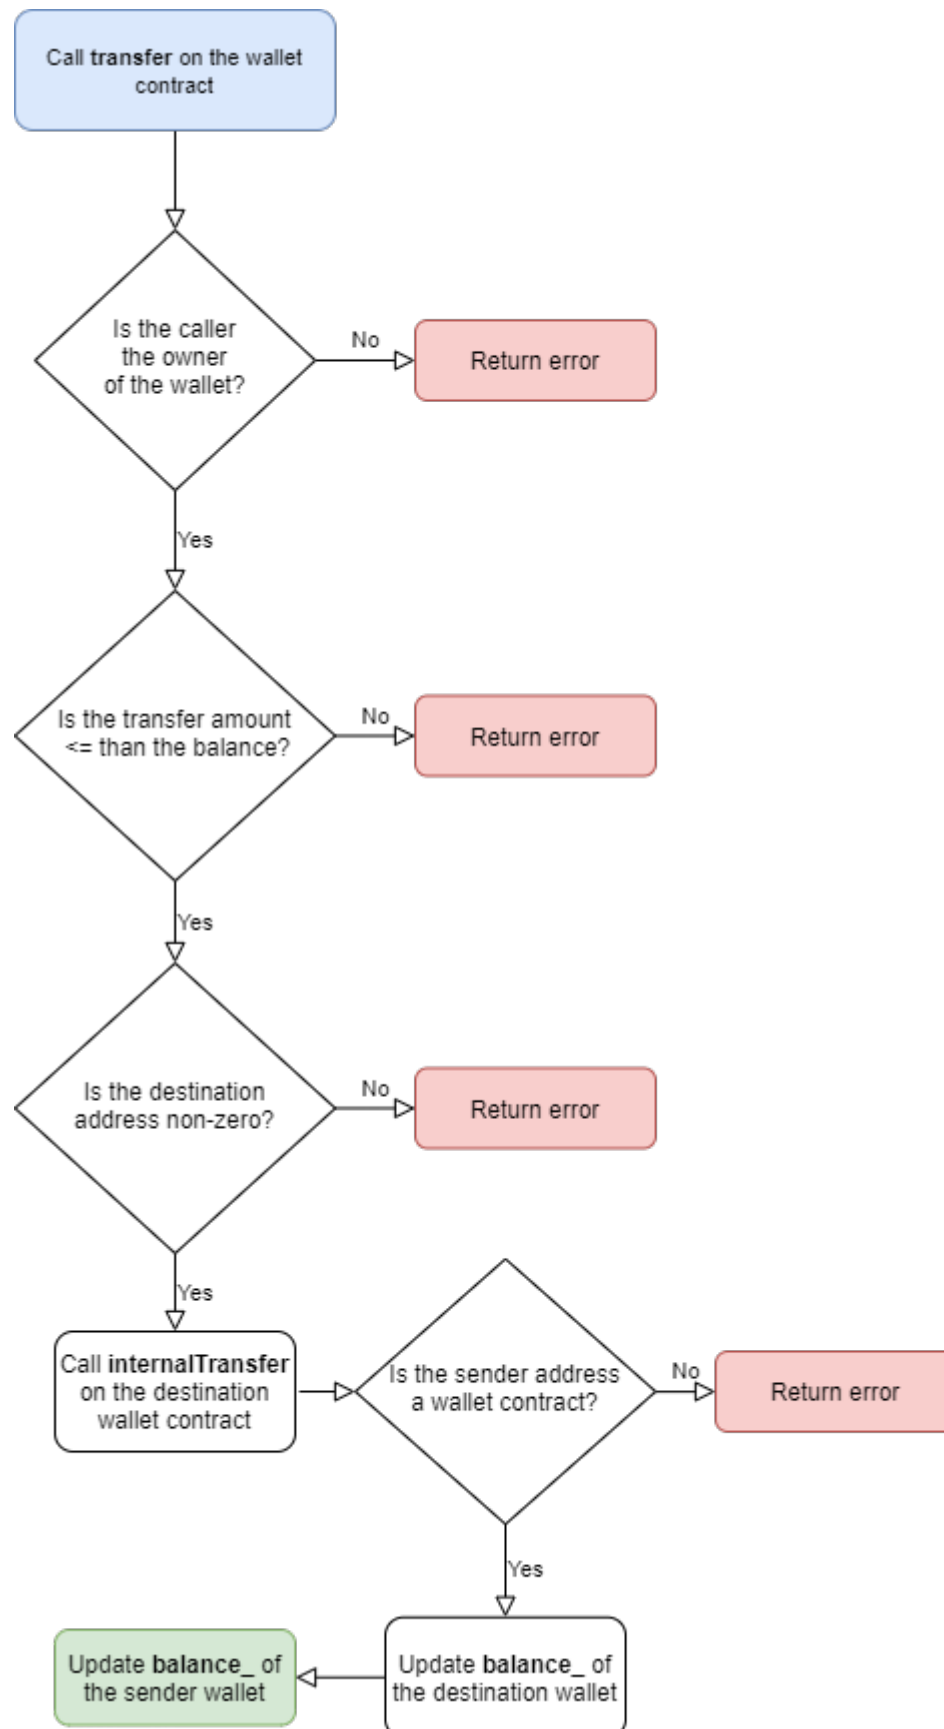 Call transfer on the wallet
contract
Is the caller
the owner
of the wallet?
No
Return error
Yes
Is the transfer amount
<= than the balance?
No
Return error
Yes
Is the destination
address non-zero?
No
Return error
Yes
Call internalTransfer
on the destination
wallet contract
Is the sender address
a wallet contract?
No
Return error
Yes
Update balance_ of
the destination wallet
Update balance_ of
the sender wallet